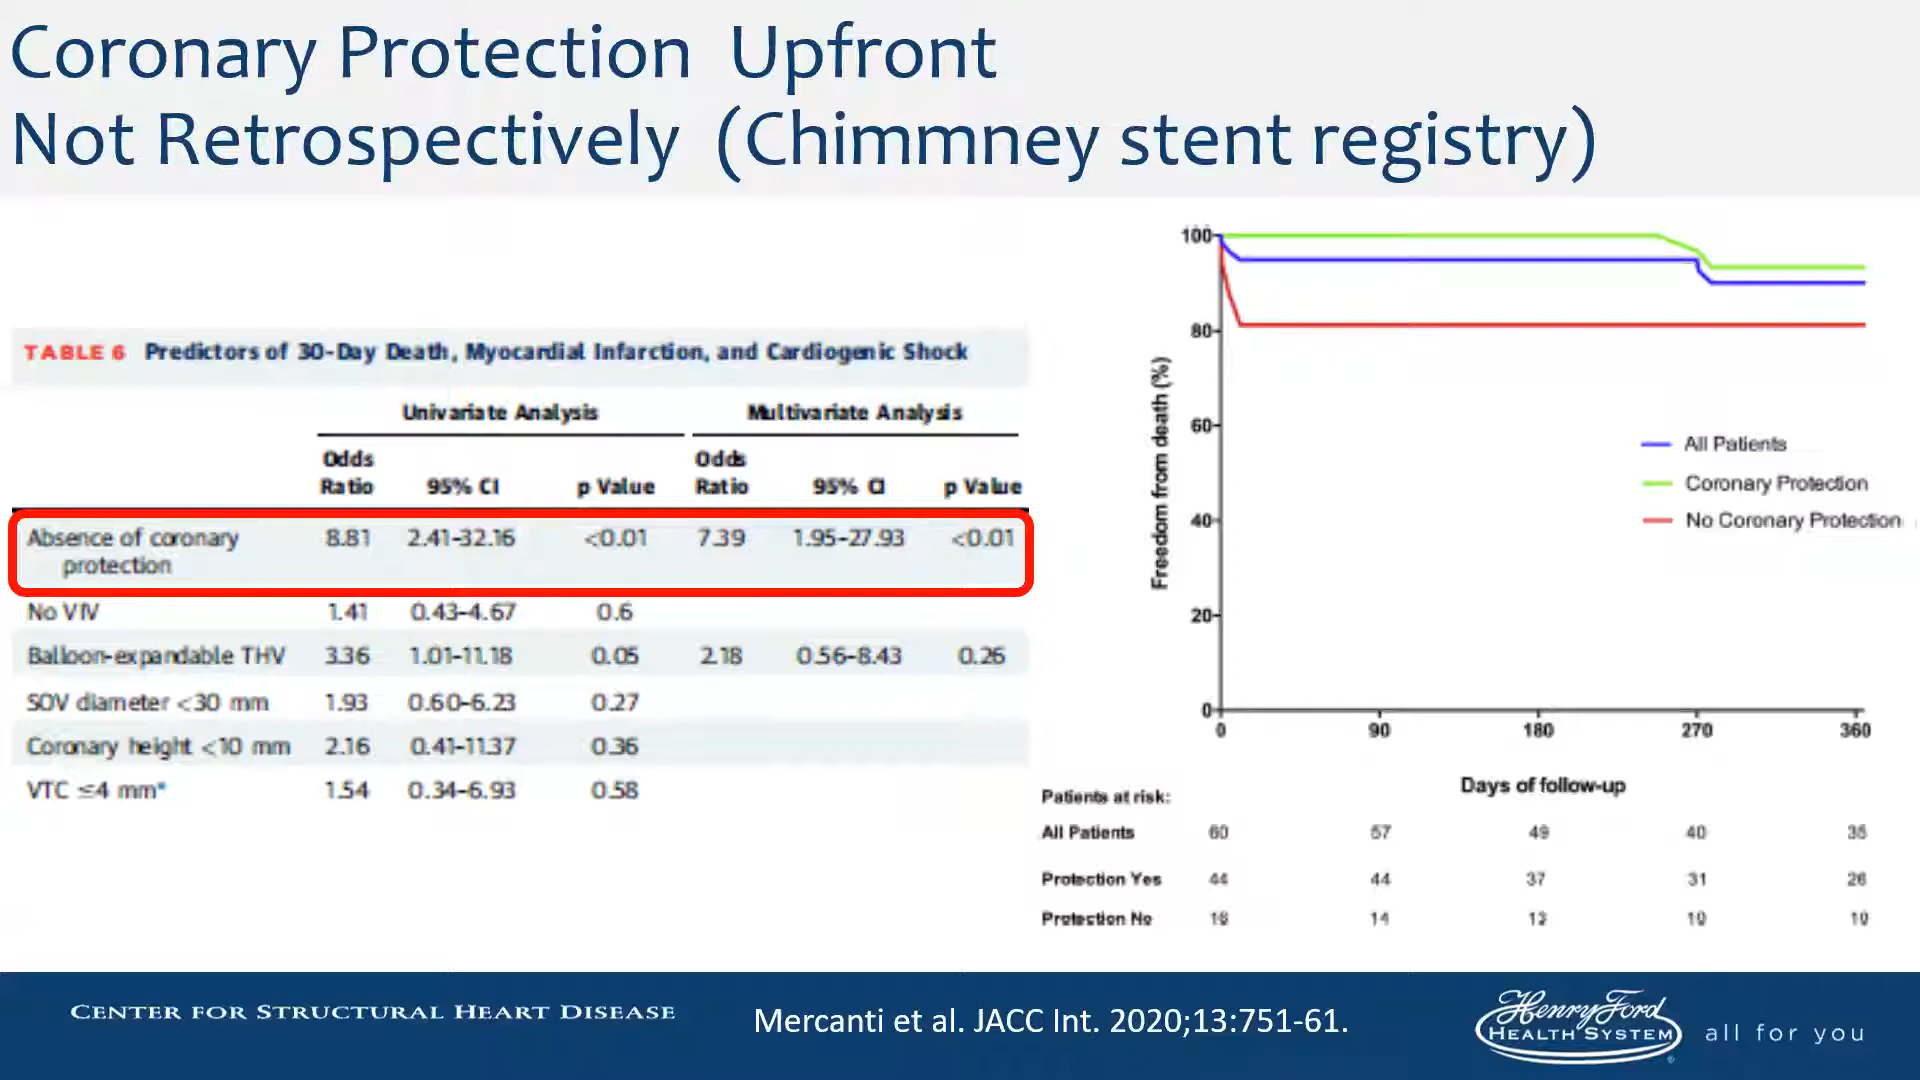 Coronary Protection Upfront
Not Retrospectively (Chimmney stent registry)
TABLE 6 Predictors of 30-Day Death, Myocardial Infarction, and Cardiogenic Shock
Univariate Analysis Multivariate Analysis
Odds Ratio 95% CI p Value Odds Ratio 95% CI p Value
Absence of coronary protection 8.81 2.41-32.16 <0.01 7.39 1.95-27.93 <0.01
No VIV 1.41 0.43-4.67 0.6
Balloon-expandable THV 3.36 1.01-11.18 0.05 2.18 0.56-8.43 0.26
SOV diameter <30 mm 1.93 0.60-6.23 0.27
Coronary height <10 mm 2.16 0.41-11.37 0.36
VTC ≤4 mm* 1.54 0.34-6.93 0.58
Freedom from death (%)
100
80
60
40
20
0
All Patients
Coronary Protection
No Coronary Protection
0 90 180 270 360
Days of follow-up
Patients at risk:
All Patients 60 57 49 40 35
Protection Yes 44 44 37 31 26
Protection No 16 14 13 10 10
CENTER FOR STRUCTURAL HEART DISEASE
Mercanti et al. JACC Int. 2020;13:751-61.
Henry Ford
HEALTH SYSTEM
all for you